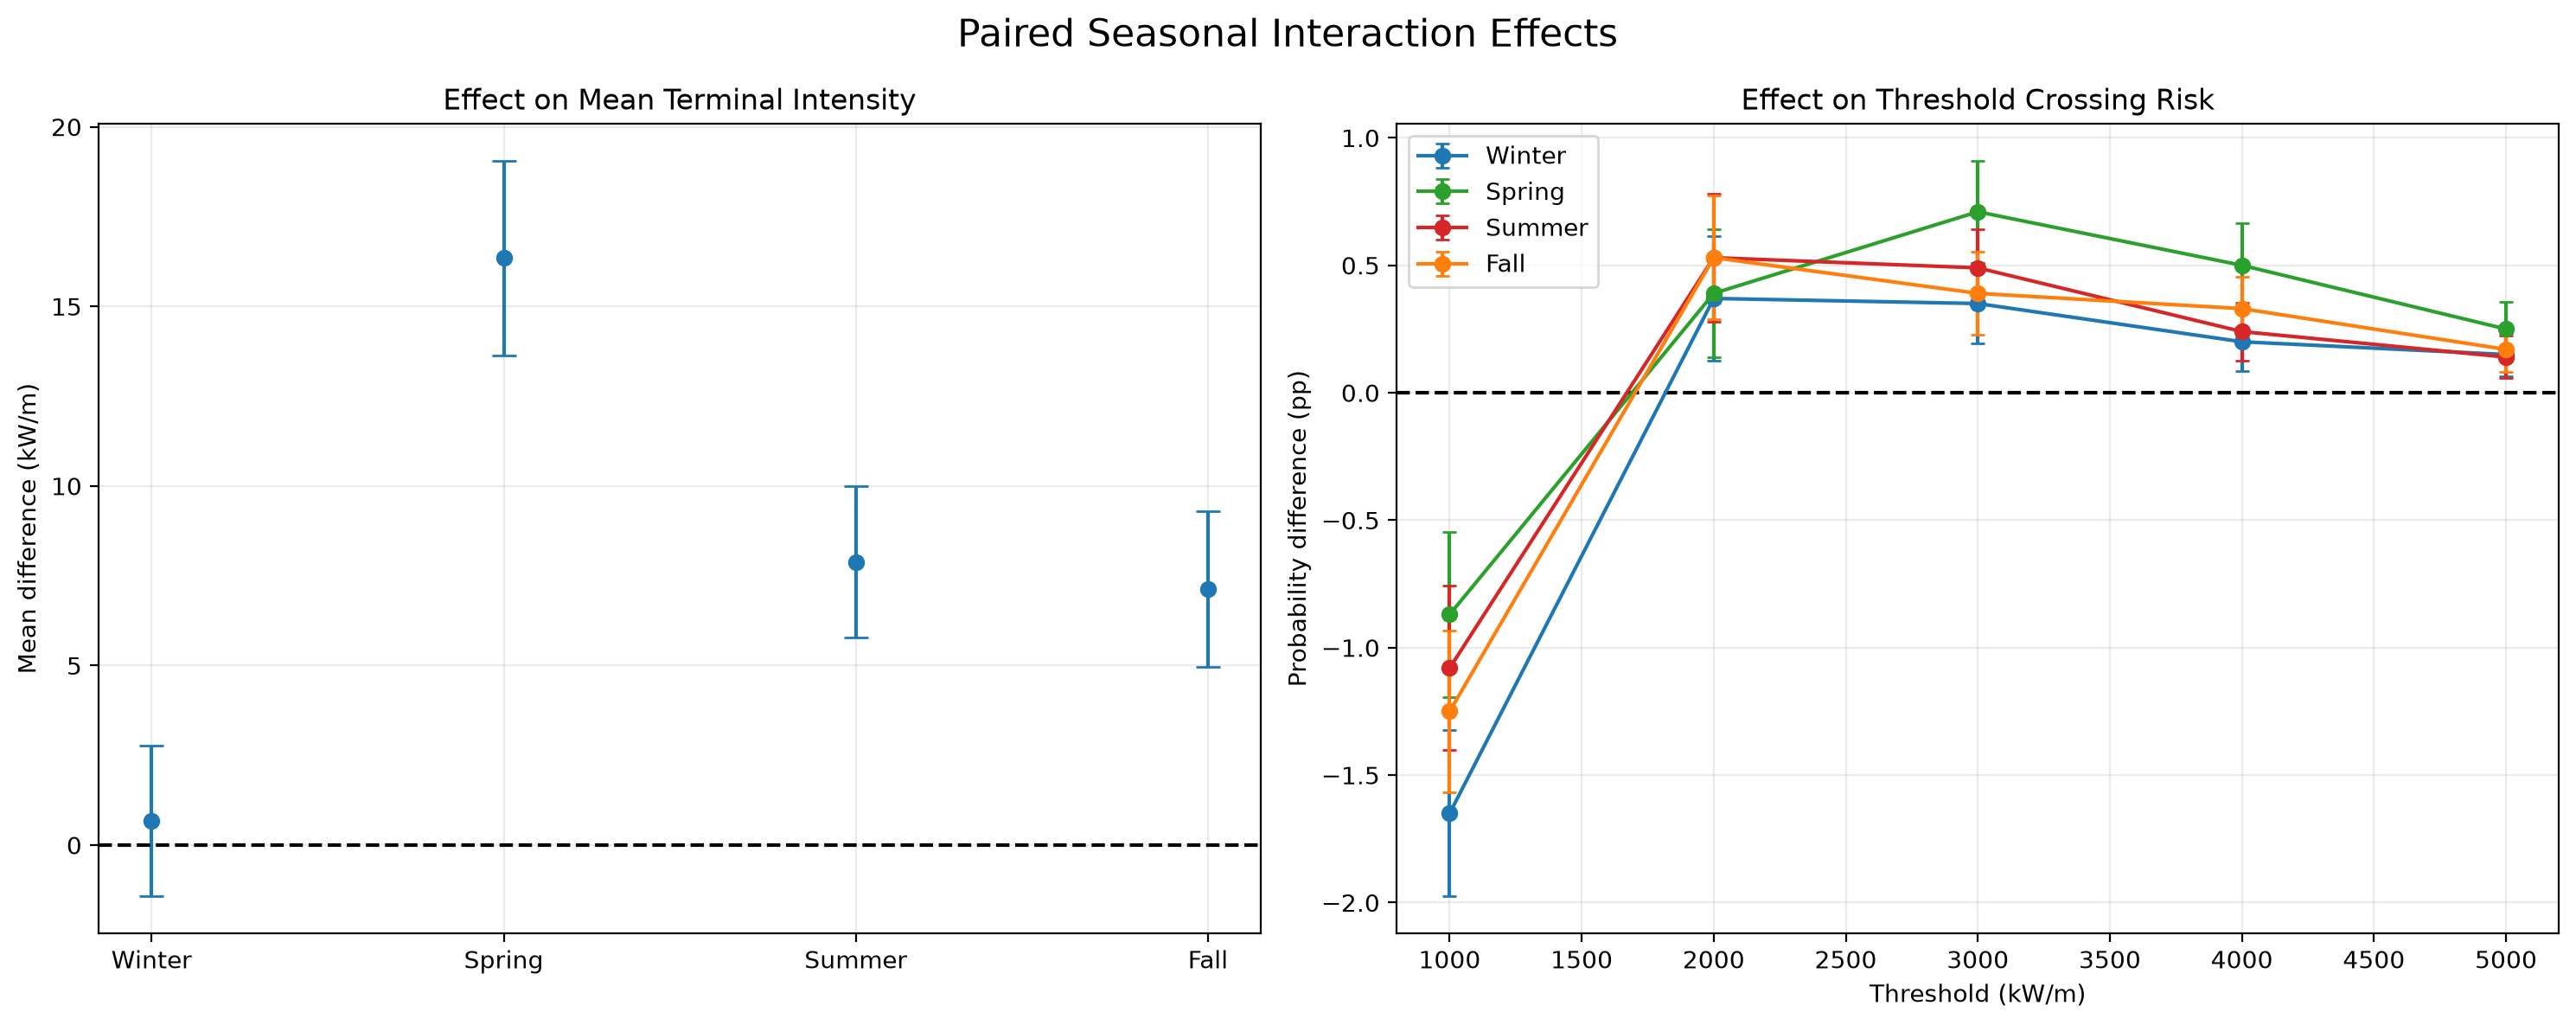 Paired Seasonal Interaction Effects
Effect on Mean Terminal Intensity
Mean difference (kW/m)
20
15
10
5
0
Winter Spring Summer Fall
Effect on Threshold Crossing Risk
Winter
Spring
Summer
Fall
Probability difference (pp)
1.0
0.5
0.0
−0.5
−1.0
−1.5
−2.0
1000 1500 2000 2500 3000 3500 4000 4500 5000
Threshold (kW/m)